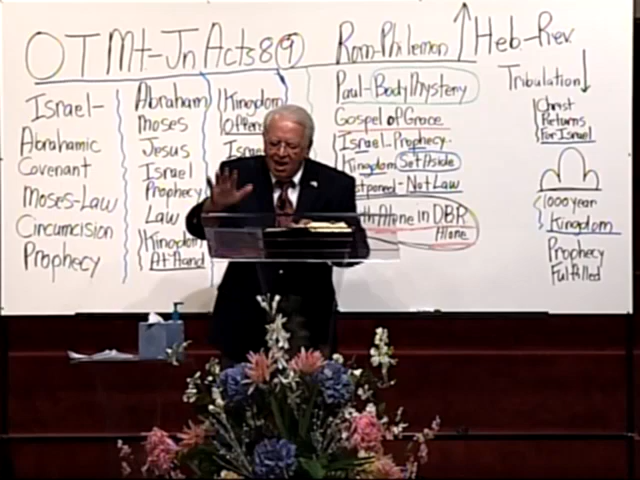 OT Mt-Jn Acts 8 9 Rom-Philemon Heb.-Rev.
Israel-
Abrahamic
Covenant
Moses-Law
Circumcision
Prophecy
Abraham
Moses
Jesus
Israel
Prophecy
Law
Kingdom
At Hand
Kingdom
Offered
Israel
Paul-Body Mystery
Gospel of Grace
Israel-Prophecy
Kingdom Set Aside
Not Law
Alone in DBR
Alone
Tribulation
Christ
Returns
For Israel
1000 year
Kingdom
Prophecy
Fulfilled